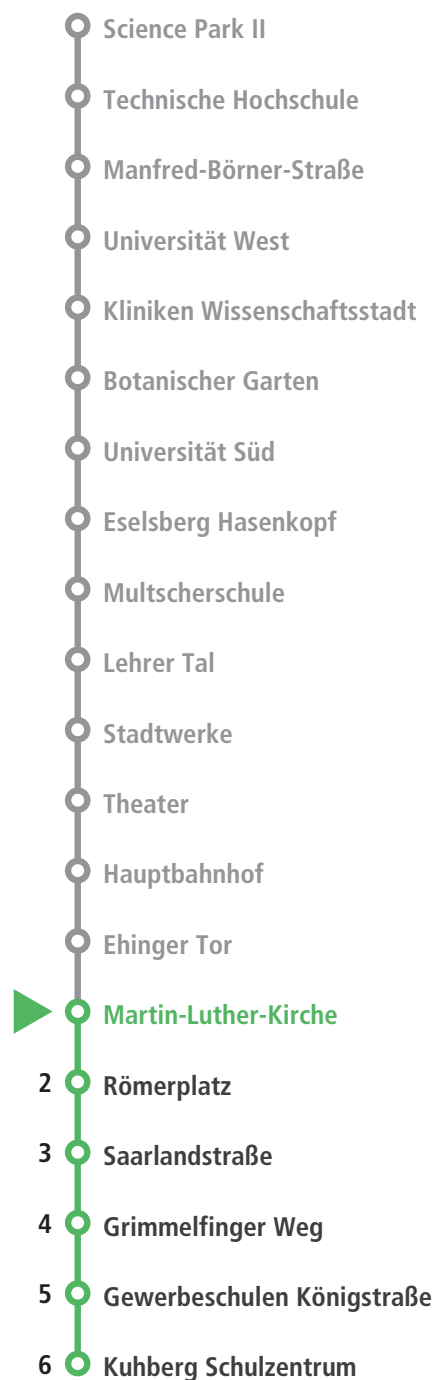 Science Park II
Technische Hochschule
Manfred-Börner-Straße
Universität West
Kliniken Wissenschaftsstadt
Botanischer Garten
Universität Süd
Eselsberg Hasenkopf
Multscherschule
Lehrer Tal
Stadtwerke
Theater
Hauptbahnhof
Ehinger Tor
Martin-Luther-Kirche
2 Römerplatz
3 Saarlandstraße
4 Grimmelfinger Weg
5 Gewerbeschulen Königstraße
6 Kuhberg Schulzentrum